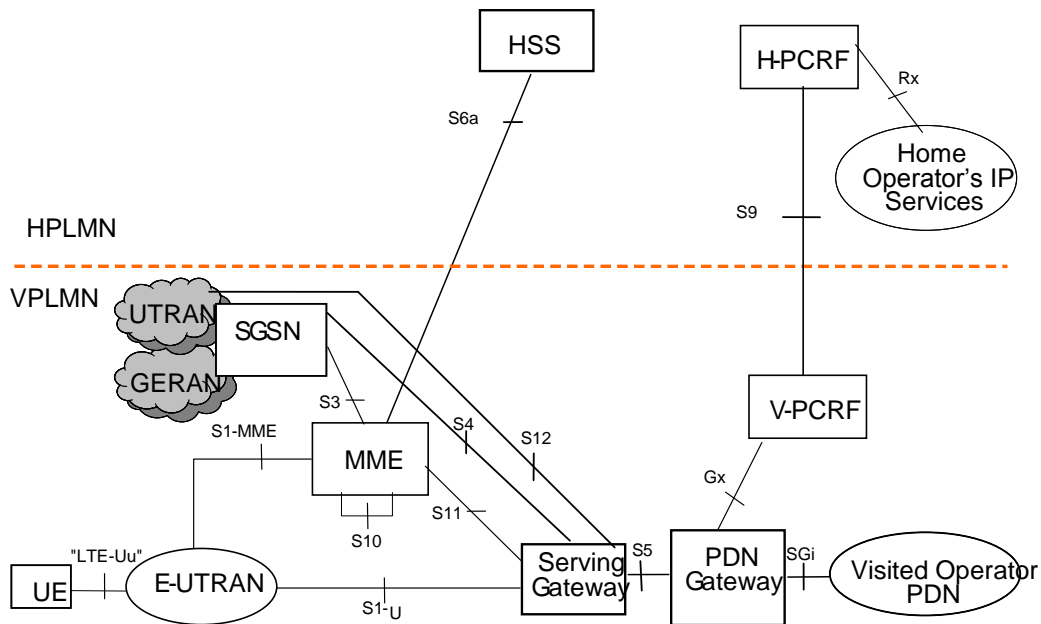 HSS
H-PCRF
Rx
S6a
Home
Operator's IP
Services
S9
HPLMN
VPLMN
UTRAN
SGSN
GERAN
S3
S4
S12
V-PCRF
S1-MME
MME
Gx
S11
S10
"LTE-Uu"
E-UTRAN
UE
S1-U
Serving
Gateway
S5
PDN
Gateway
SGi
Visited Operator
PDN